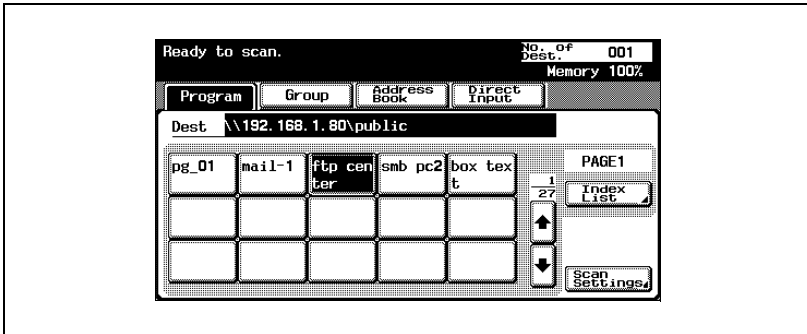 Ready to scan.
No. of Dest. 001
Memory 100%
Program
Group
Address Book
Direct Input
Dest \\192.168.1.80\public
pg_01
mail-1
ftp cen
ter
smb pc2
box tex
t
1
27
PAGE1
Index List
Scan Settings